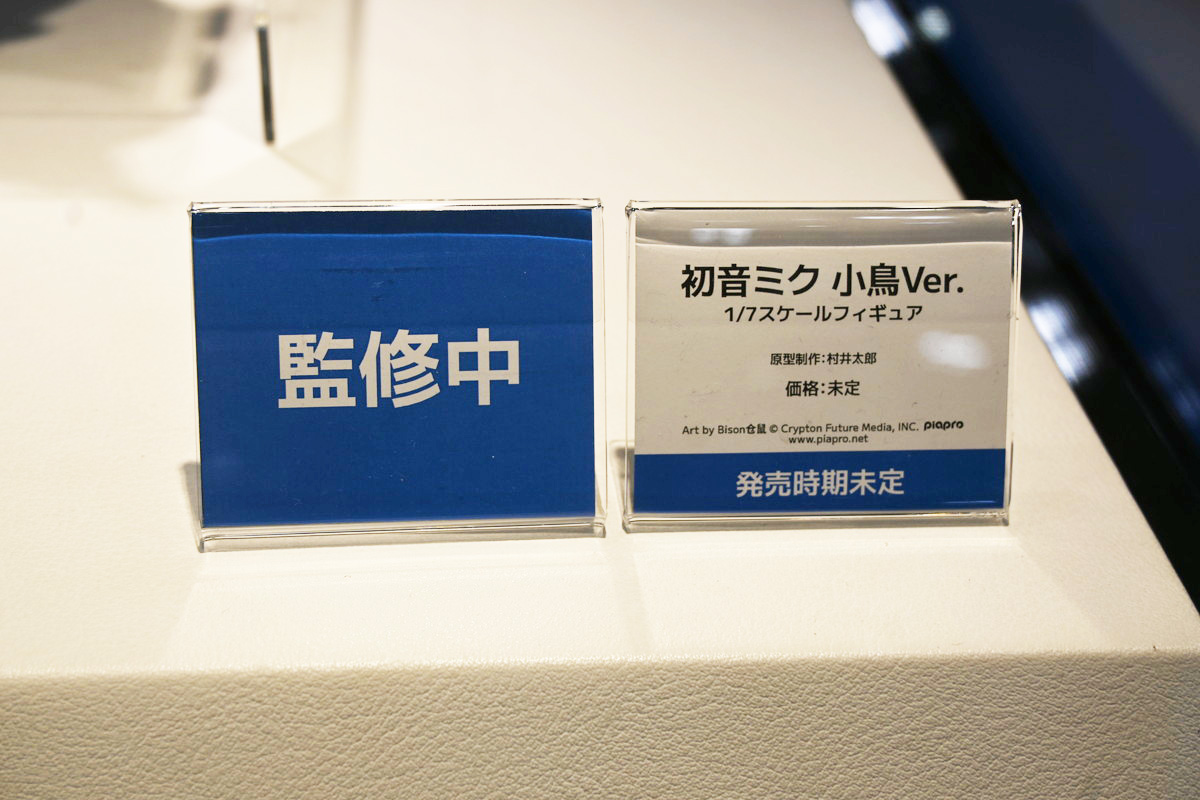 監修中
初音ミク 小鳥Ver.
1/7スケールフィギュア
原型制作:村井太郎
価格:未定
Art by Bison仓鼠 © Crypton Future Media, INC. piapro
www.piapro.net
発売時期未定